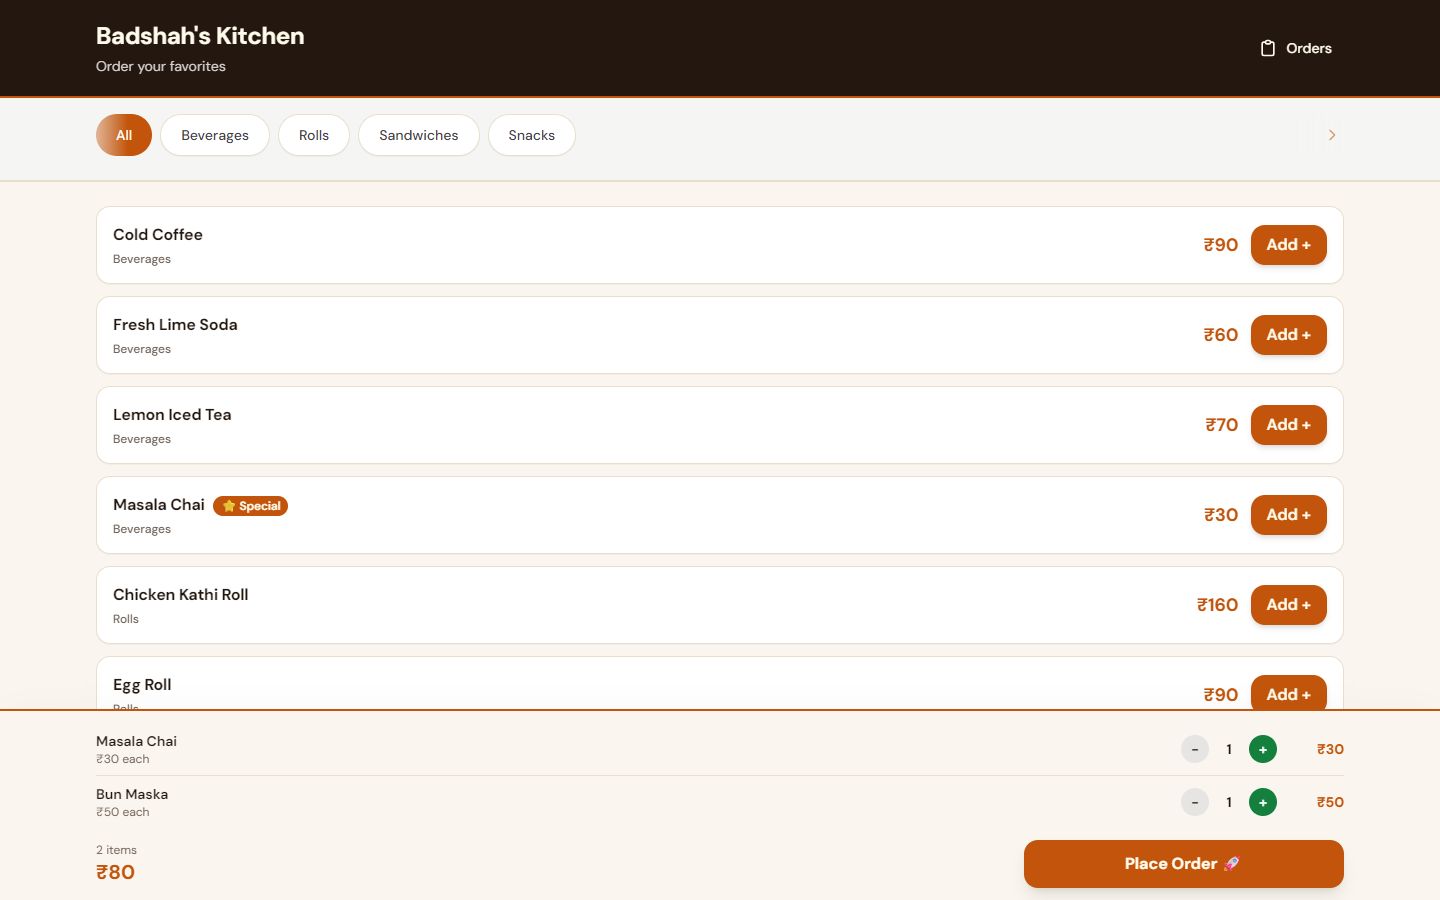 Badshah's Kitchen
Order your favorites
Orders
All
Beverages
Rolls
Sandwiches
Snacks
Cold Coffee
Beverages
₹90
Add +
Fresh Lime Soda
Beverages
₹60
Add +
Lemon Iced Tea
Beverages
₹70
Add +
Masala Chai
⭐ Special
Beverages
₹30
Add +
Chicken Kathi Roll
Rolls
₹160
Add +
Egg Roll
Rolls
₹90
Add +
Masala Chai
₹30 each
- 1 +
₹30
Bun Maska
₹50 each
- 1 +
₹50
2 items
₹80
Place Order 🚀